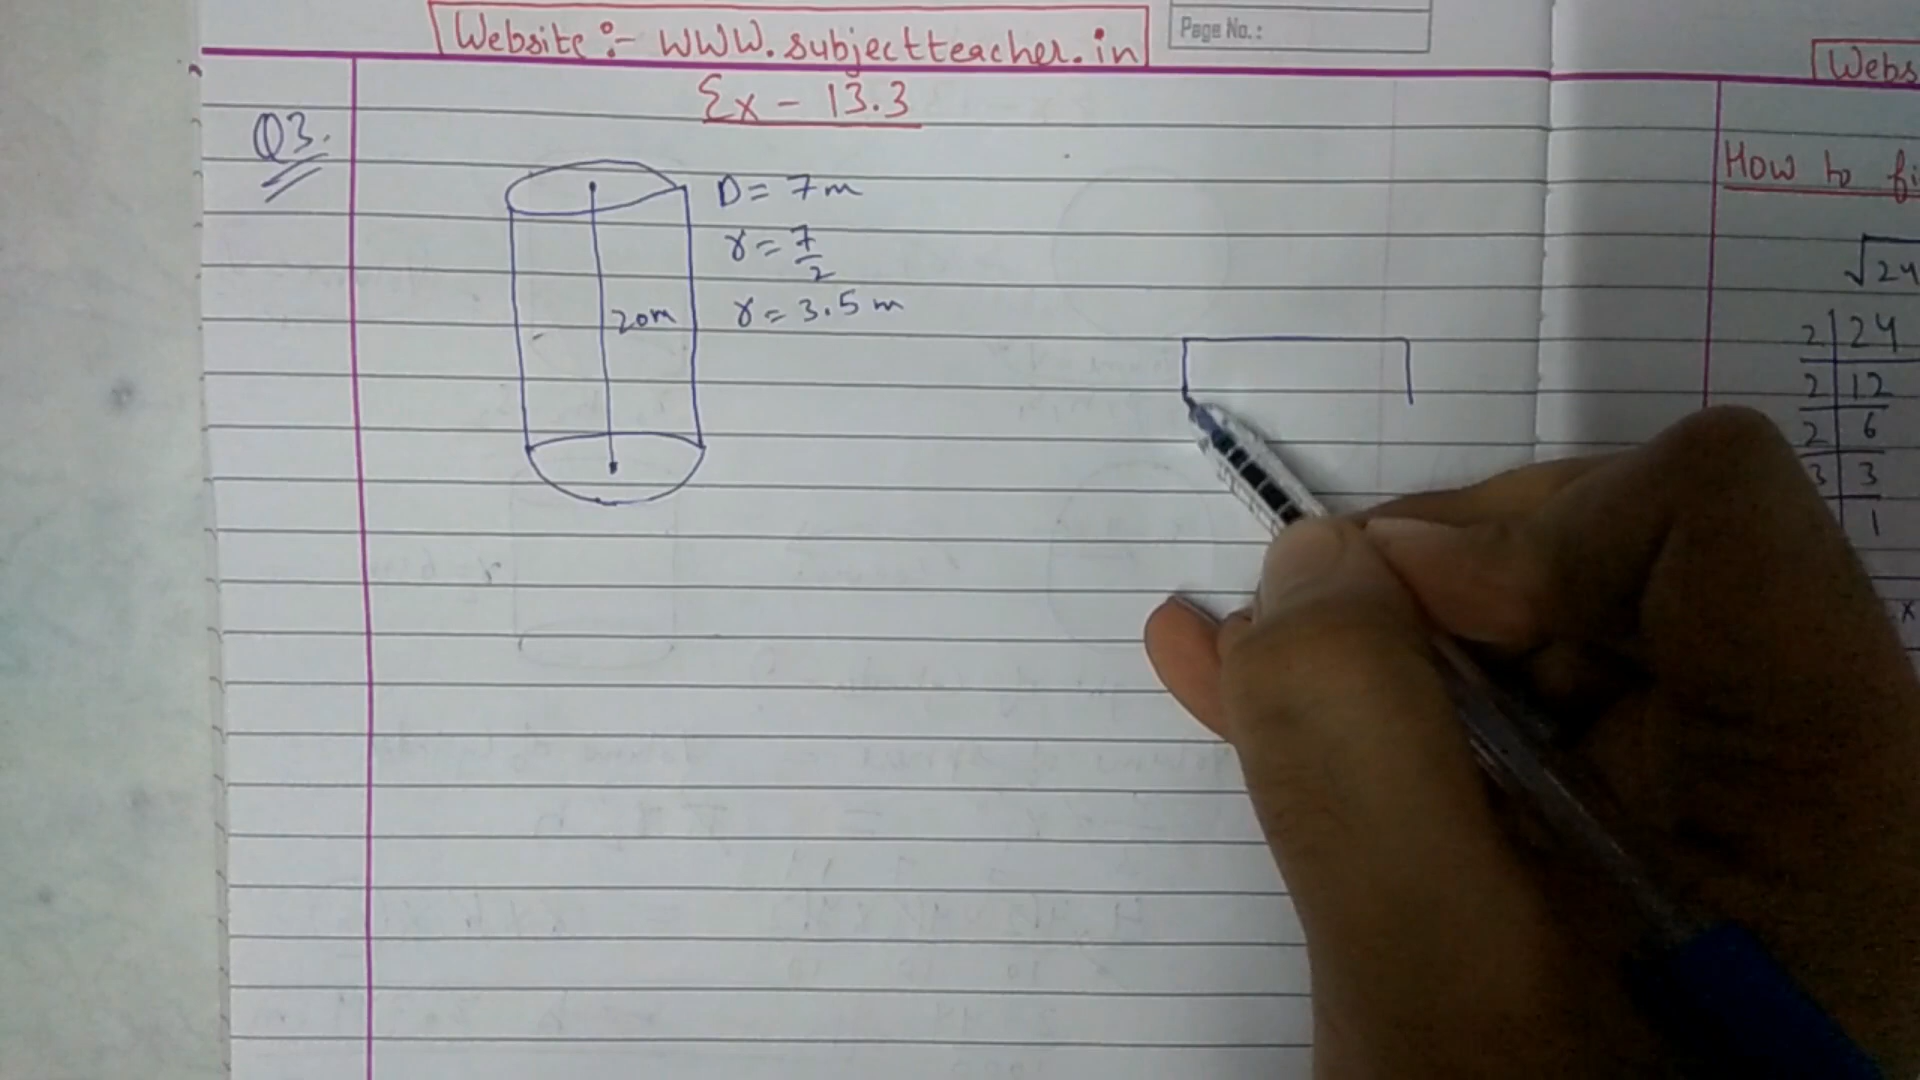 Website :- www.subjectteacher.in
Page No.:
Ex - 13.3
Q3.
D = 7m
r = 7/2
20m
r = 3.5 m
Webs
How to fi
√24
2 | 24
2 | 12
2 | 6
3 | 3
1
x